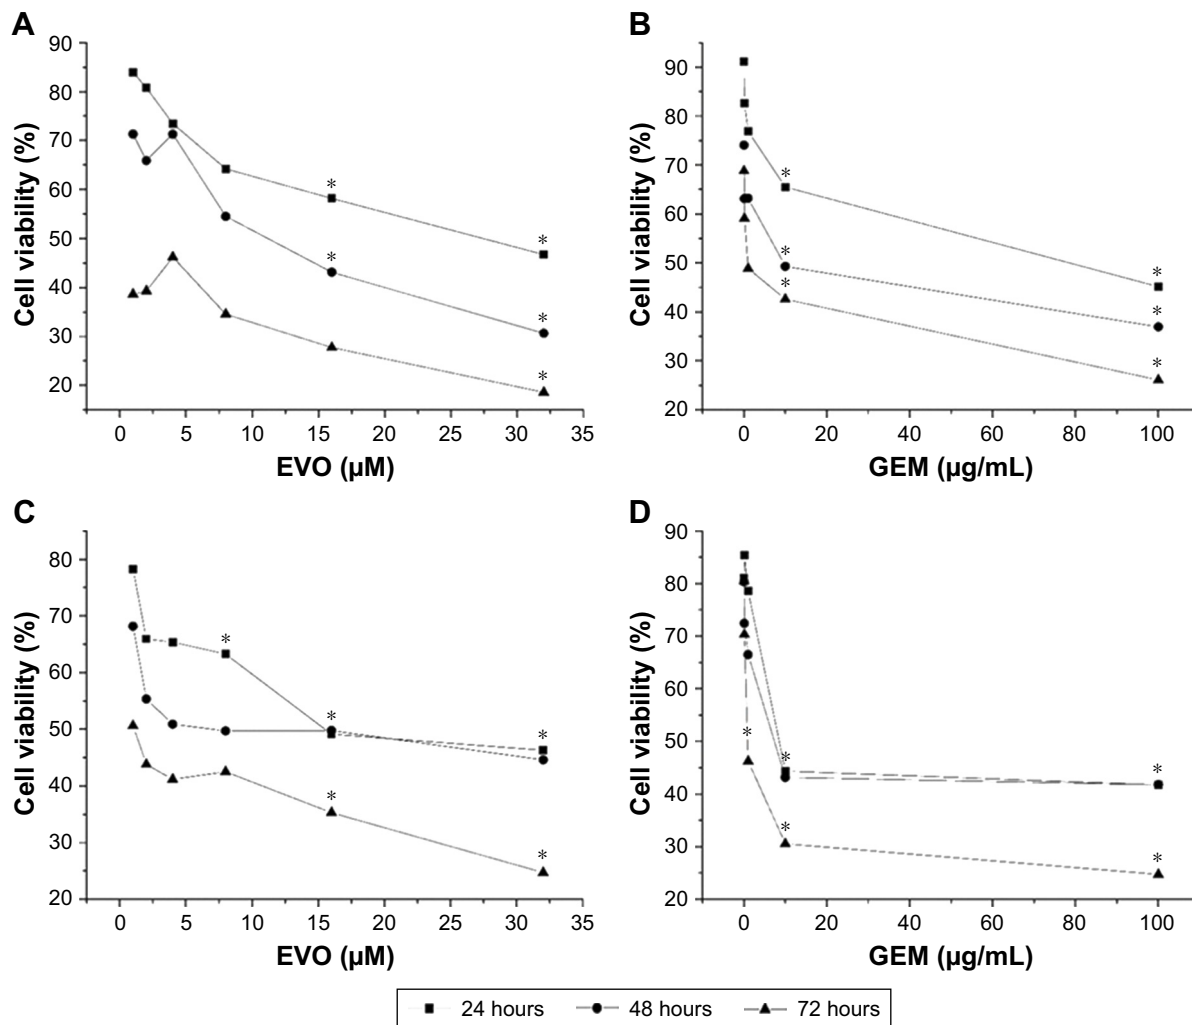 A
90
80
70
60
50
40
30
20
Cell viability (%)
* * * * *
0 5 10 15 20 25 30 35
EVO (µM)
B
90
80
70
60
50
40
30
20
Cell viability (%)
* * * * * *
0 20 40 60 80 100
GEM (µg/mL)
C
80
70
60
50
40
30
20
Cell viability (%)
* * * * *
0 5 10 15 20 25 30 35
EVO (µM)
D
90
80
70
60
50
40
30
20
Cell viability (%)
* * * * *
0 20 40 60 80 100
GEM (µg/mL)
24 hours 48 hours 72 hours